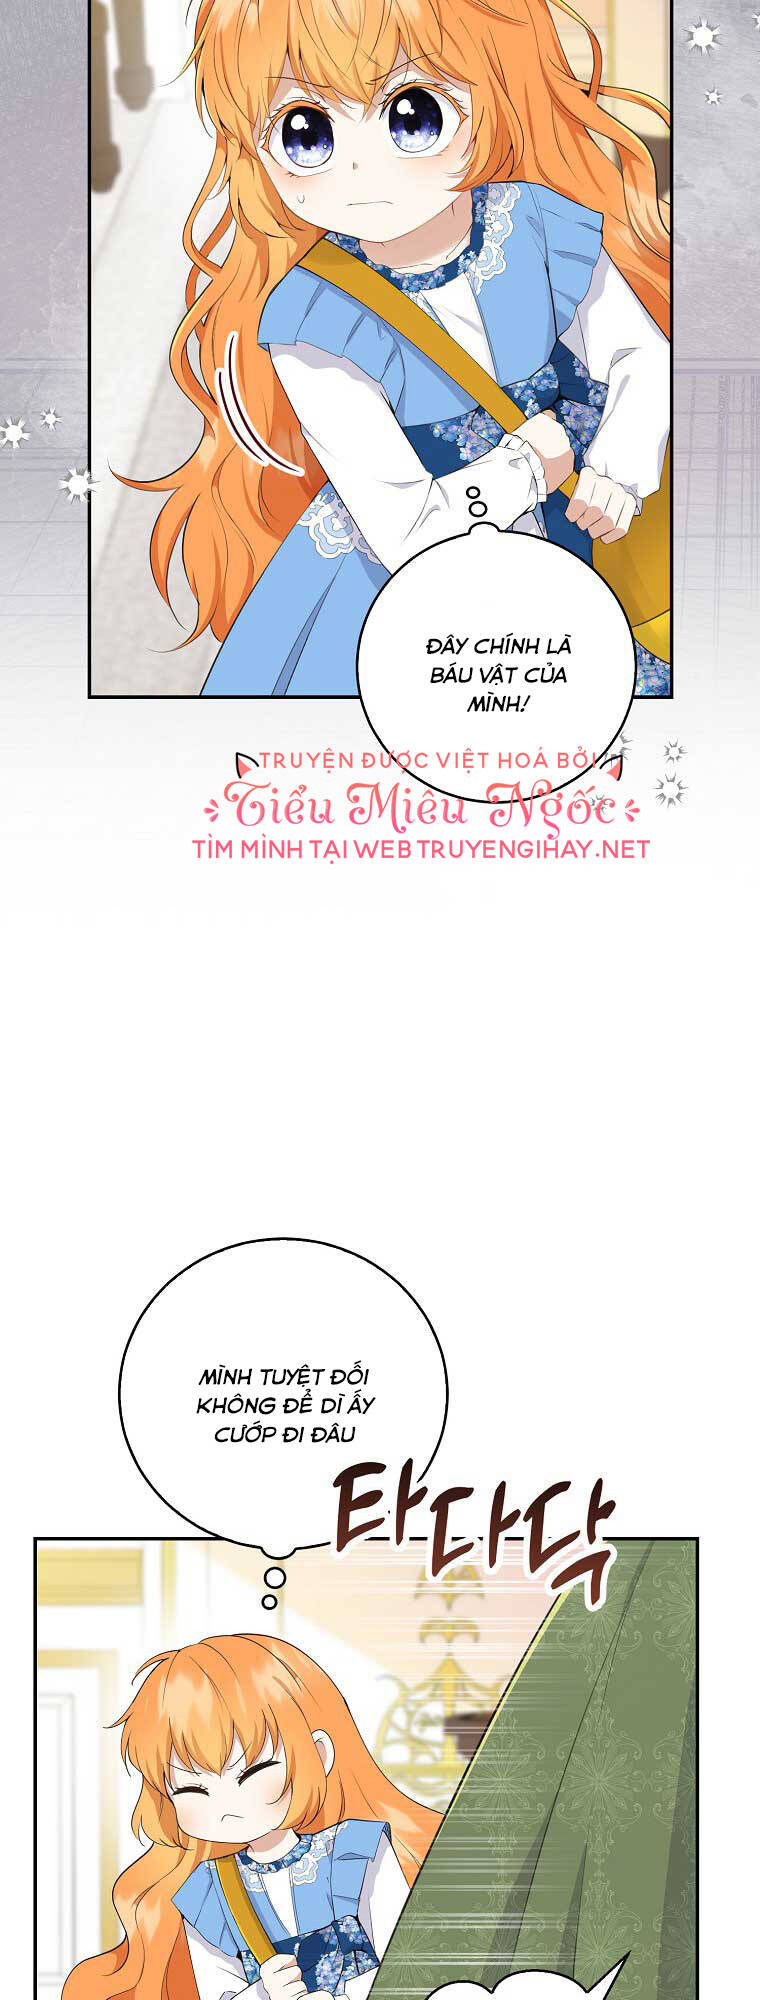 ĐÂY CHÍNH LÀ
BÁU VẬT CỦA
MÌNH!
TRUYỆN ĐƯỢC VIỆT HOÁ BỞI
Tiểu Miêu Ngốc
TÌM MÌNH TẠI WEB TRUYENGIHAY.NET
MÌNH TUYỆT ĐỐI
KHÔNG ĐỂ DÌ ẤY
CƯỚP ĐI ĐÂU
타다닥